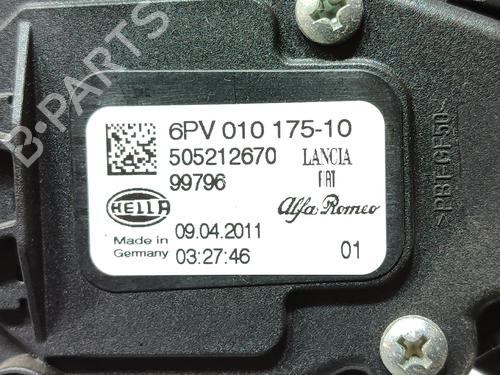 B-PARTS
6PV 010 175-10
505212670 LANCIA
99796 FIAT
HELLA Alfa Romeo
Made in Germany
09.04.2011
03:27:46 01
>PBT-GF50<